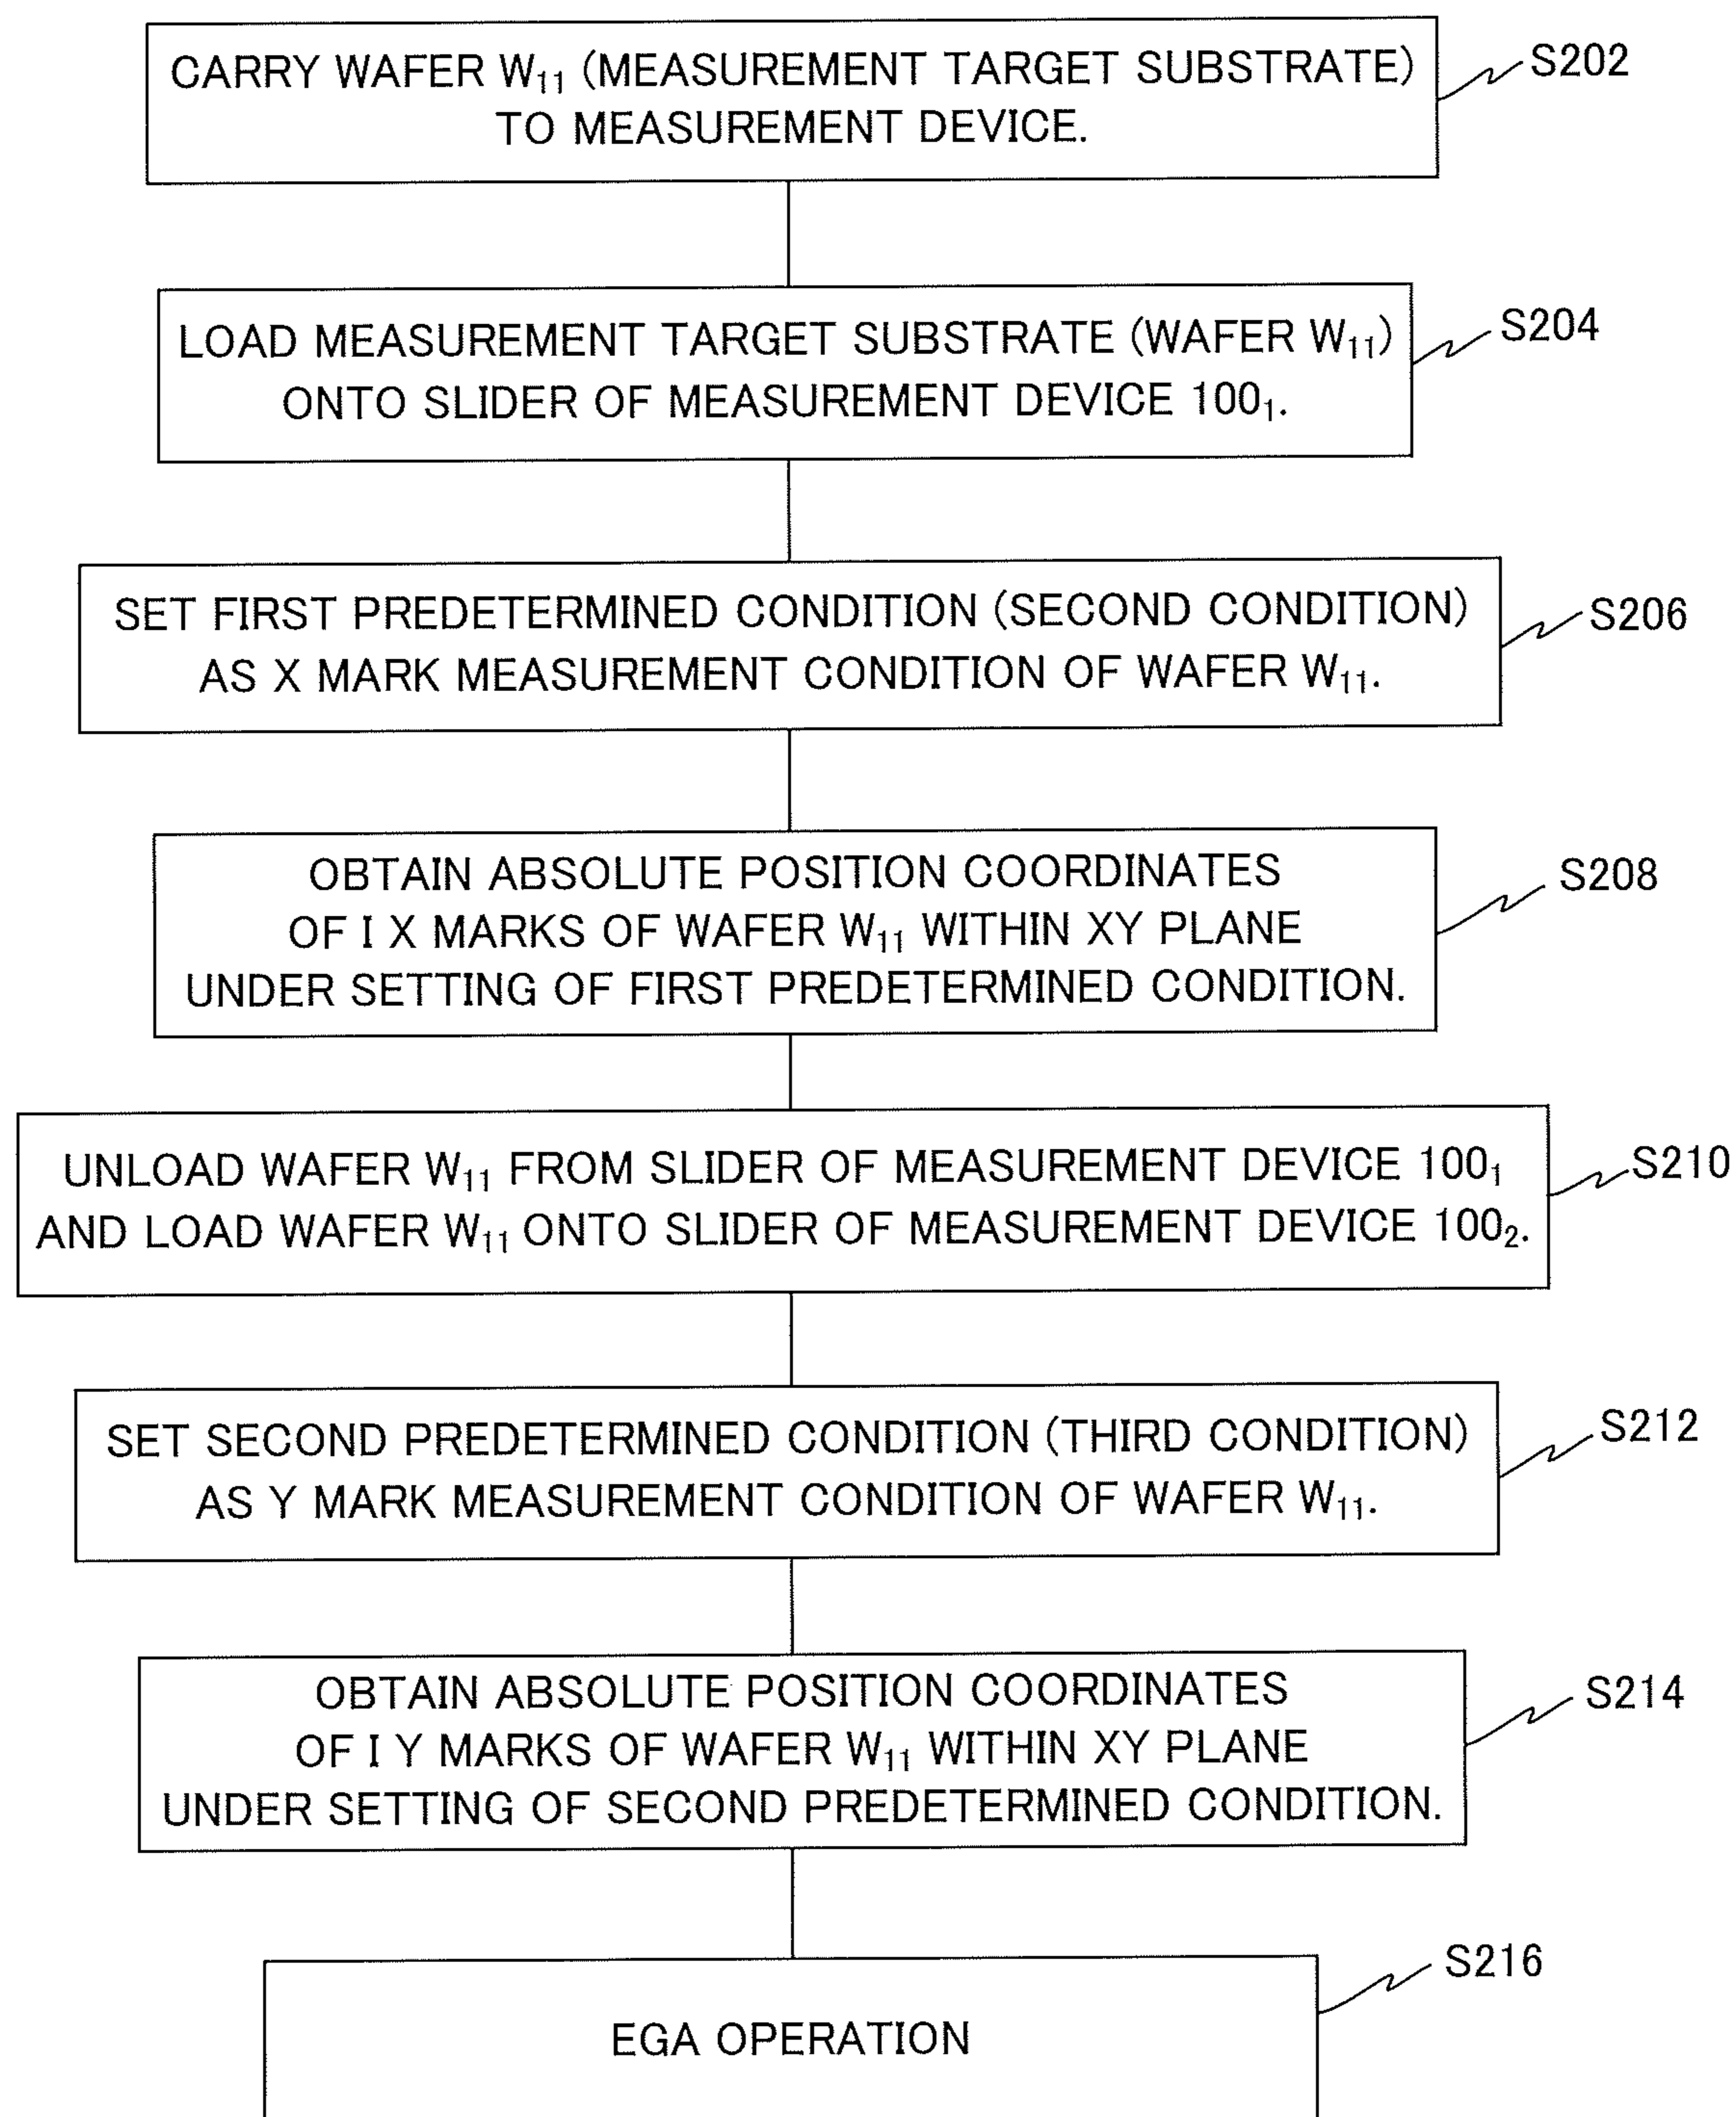 CARRY WAFER W₁₁ (MEASUREMENT TARGET SUBSTRATE)
TO MEASUREMENT DEVICE.
S202
LOAD MEASUREMENT TARGET SUBSTRATE (WAFER W₁₁)
ONTO SLIDER OF MEASUREMENT DEVICE 100₁.
S204
SET FIRST PREDETERMINED CONDITION (SECOND CONDITION)
AS X MARK MEASUREMENT CONDITION OF WAFER W₁₁.
S206
OBTAIN ABSOLUTE POSITION COORDINATES
OF I X MARKS OF WAFER W₁₁ WITHIN XY PLANE
UNDER SETTING OF FIRST PREDETERMINED CONDITION.
S208
UNLOAD WAFER W₁₁ FROM SLIDER OF MEASUREMENT DEVICE 100₁
AND LOAD WAFER W₁₁ ONTO SLIDER OF MEASUREMENT DEVICE 100₂.
S210
SET SECOND PREDETERMINED CONDITION (THIRD CONDITION)
AS Y MARK MEASUREMENT CONDITION OF WAFER W₁₁.
S212
OBTAIN ABSOLUTE POSITION COORDINATES
OF I Y MARKS OF WAFER W₁₁ WITHIN XY PLANE
UNDER SETTING OF SECOND PREDETERMINED CONDITION.
S214
EGA OPERATION
S216